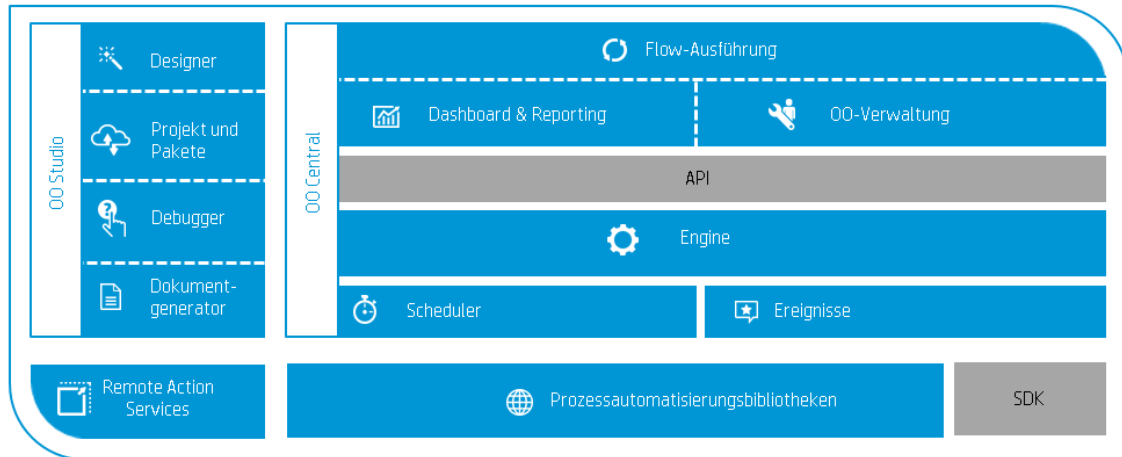 OO Studio
Designer
Projekt und
Pakete
Debugger
Dokument-
generator
OO Central
Flow-Ausführung
Dashboard & Reporting
OO-Verwaltung
API
Engine
Scheduler
Ereignisse
Remote Action
Services
Prozessautomatisierungsbibliotheken
SDK